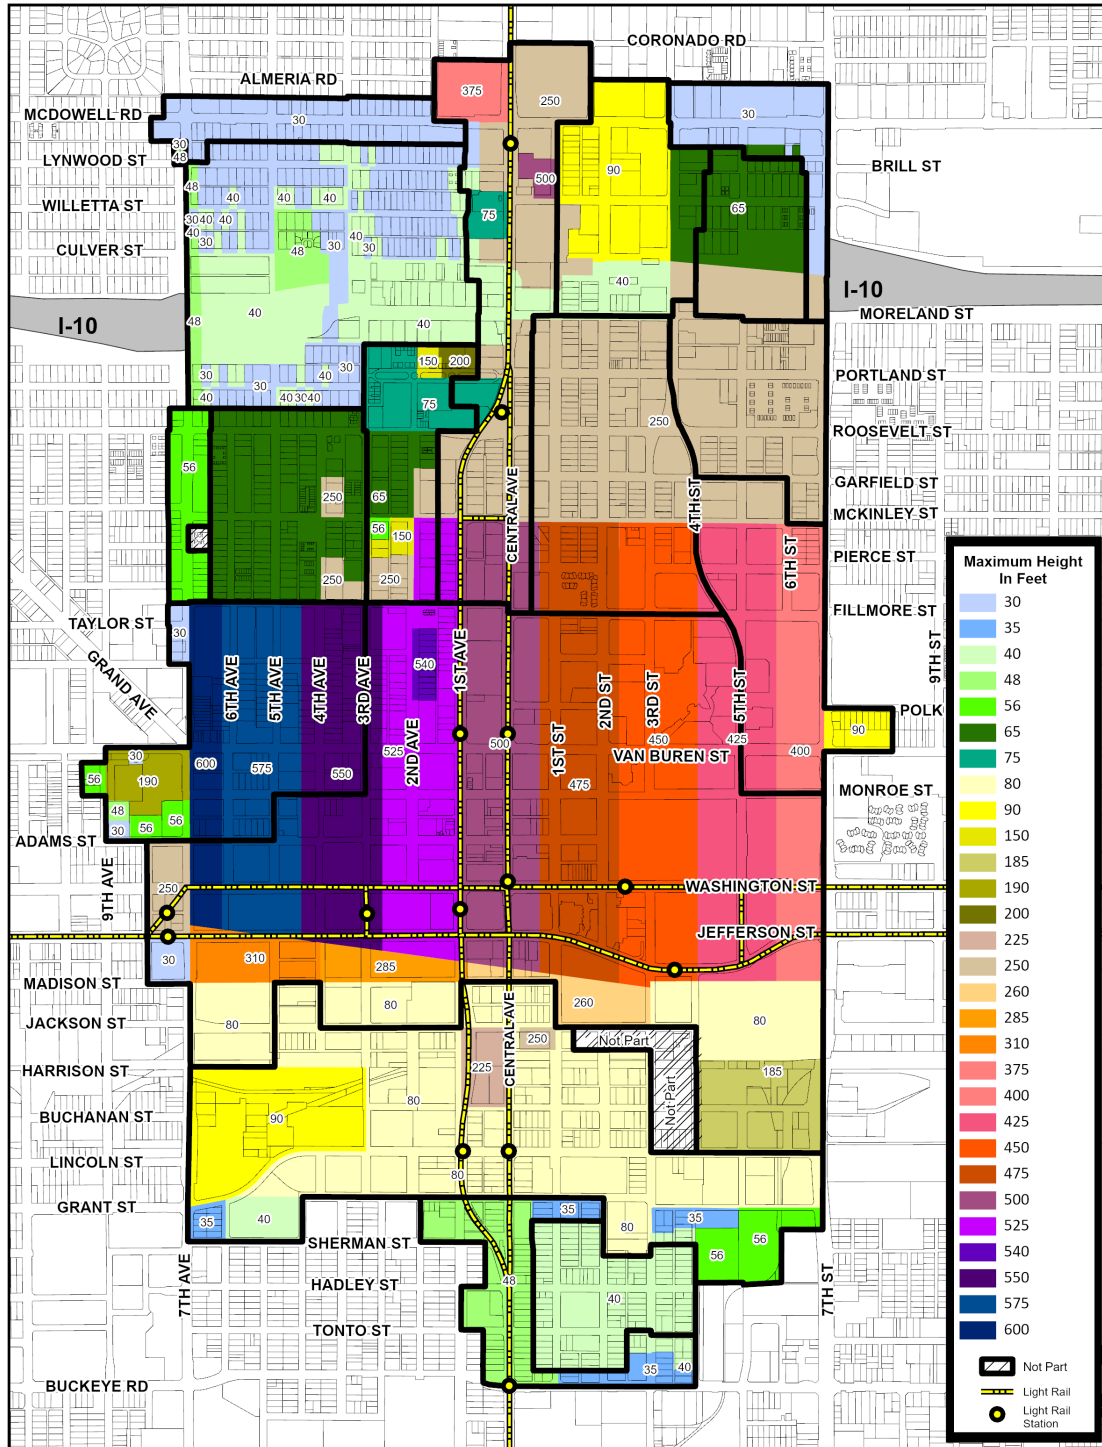 CORONADO RD
ALMERIA RD
375
250
MCDOWELL RD
30
30
30
48
LYNWOOD ST
BRILL ST
90
500
48
40
40
40
WILLETTA ST
65
75
30
40
40
40
40
30
48
30
30
CULVER ST
40
I-10
I-10
40
48
40
MORELAND ST
30
40
30
40
30
40
40
30
40
150
200
75
PORTLAND ST
250
ROOSEVELT ST
56
65
250
CENTRAL AVE
4TH ST
GARFIELD ST
MCKINLEY ST
56
150
250
250
6TH ST
PIERCE ST
FILLMORE ST
TAYLOR ST
30
GRAND AVE
6TH AVE
5TH AVE
4TH AVE
3RD AVE
2ND AVE
540
1ST AVE
1ST ST
2ND ST
3RD ST
5TH ST
9TH ST
POLK
90
600
575
550
525
500
475
450
425
400
VAN BUREN ST
30
56
190
48
30
56
56
MONROE ST
ADAMS ST
9TH AVE
250
WASHINGTON ST
JEFFERSON ST
30
310
285
MADISON ST
260
80
80
80
JACKSON ST
CENTRAL AVE
250
Not Part
225
HARRISON ST
185
BUCHANAN ST
90
80
Not Part
LINCOLN ST
80
GRANT ST
35
40
35
80
35
56
56
SHERMAN ST
HADLEY ST
48
7TH AVE
7TH ST
40
TONTO ST
35
40
BUCKEYE RD
Maximum Height
In Feet
30
35
40
48
56
65
75
80
90
150
185
190
200
225
250
260
285
310
375
400
425
450
475
500
525
540
550
575
600
Not Part
Light Rail
Light Rail
Station